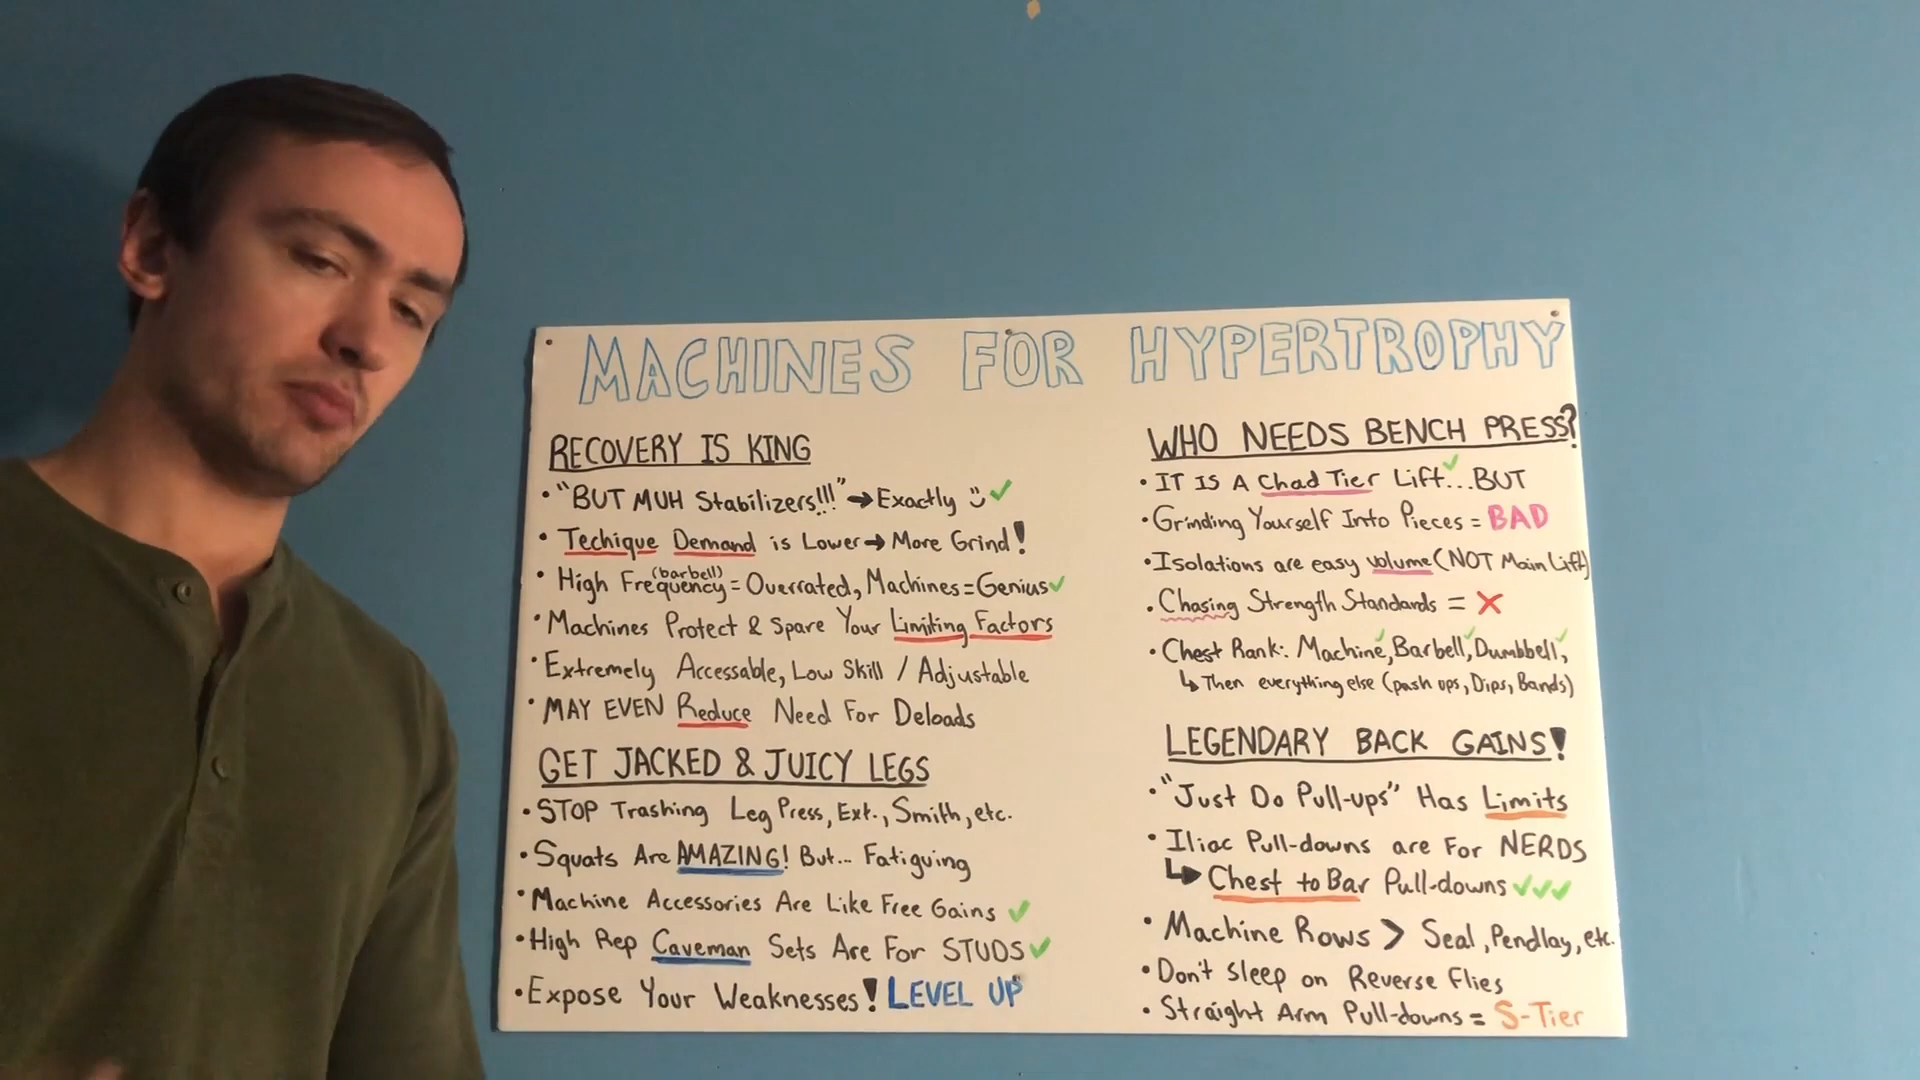 MACHINES FOR HYPERTROPHY
RECOVERY IS KING
• "BUT MUH Stabilizers!!!" → Exactly ✓
• Techique Demand is Lower → More Grind!
• High Frequency (barbell) = Overrated, Machines = Genius ✓
• Machines Protect & Spare Your Limiting Factors
• Extremely Accessable, Low Skill / Adjustable
• MAY EVEN Reduce Need For Deloads
GET JACKED & JUICY LEGS
• STOP Trashing Leg Press, Ext., Smith, etc.
• Squats Are AMAZING! But... Fatiguing
• Machine Accessories Are Like Free Gains ✓
• High Rep Caveman Sets Are For STUDS ✓
• Expose Your Weaknesses! LEVEL UP
WHO NEEDS BENCH PRESS?
• IT IS A Chad Tier Lift ✓...BUT
• Grinding Yourself Into Pieces = BAD
• Isolations are easy volume (NOT Main Lift)
• Chasing Strength Standards = X
• Chest Rank: Machine ✓, Barbell ✓, Dumbbell ✓,
↳ Then everything else (push ups, Dips, Bands)
LEGENDARY BACK GAINS!
• "Just Do Pull-ups" Has Limits
• Iliac Pull-downs are For NERDS
↳ Chest to Bar Pull-downs ✓✓✓
• Machine Rows > Seal, Pendlay, etc.
• Don't Sleep on Reverse Flies
• Straight Arm Pull-downs = S-Tier